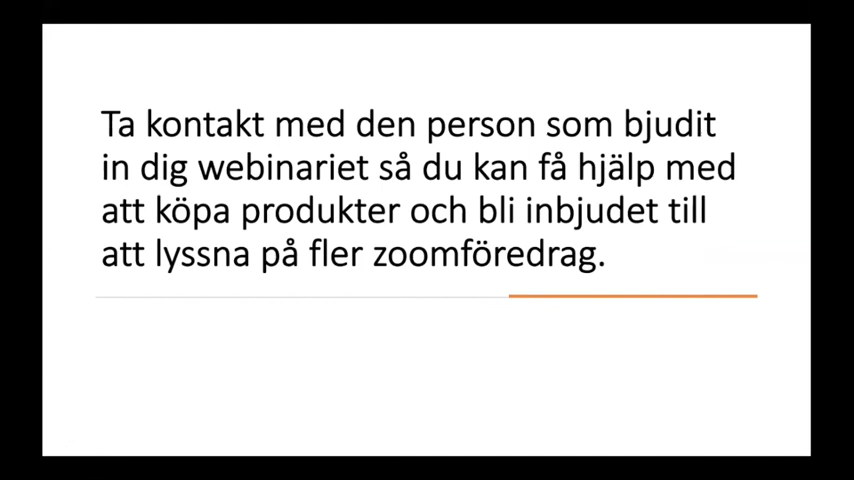 Ta kontakt med den person som bjudit
in dig webinariet så du kan få hjälp med
att köpa produkter och bli inbjudet till
att lyssna på fler zoomföredrag.